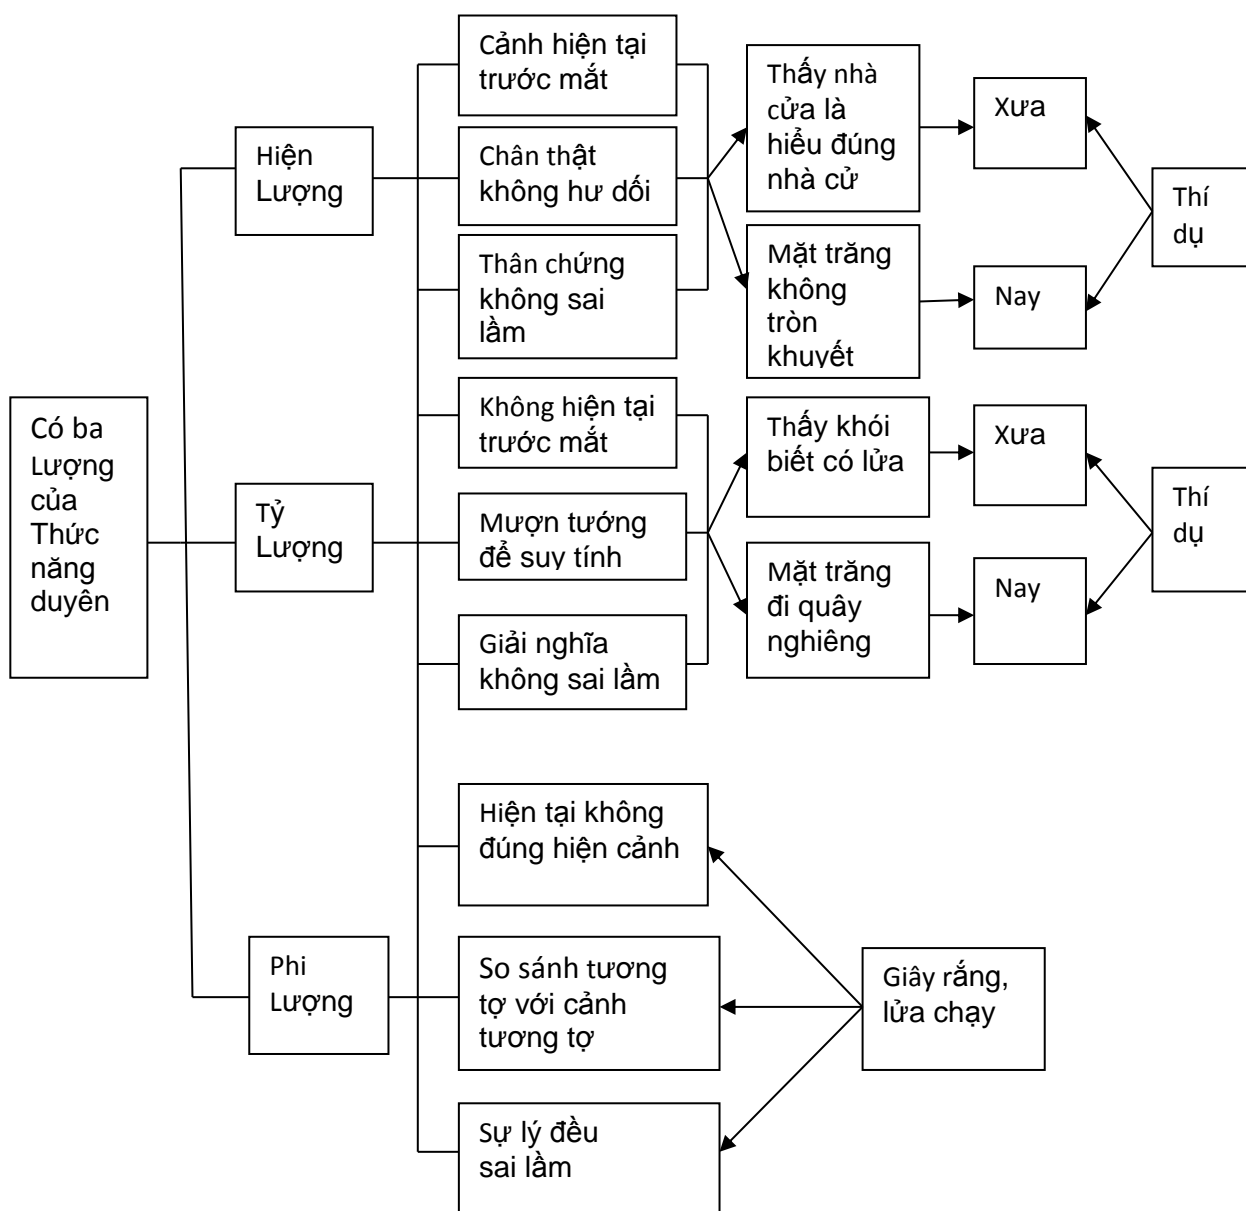 Có ba
Lượng
của
Thức
năng
duyên
Hiện
Lượng
Cảnh hiện tại
trước mắt
Chân thật
không hư dối
Thân chứng
không sai
lầm
Thấy nhà
cửa là
hiểu đúng
nhà cử
Mặt trăng
không
tròn
khuyết
Xưa
Nay
Thí
dụ
Tỷ
Lượng
Không hiện tại
trước mắt
Mượn tướng
để suy tính
Giải nghĩa
không sai lầm
Thấy khói
biết có lửa
Mặt trăng
đi quây
nghiêng
Xưa
Nay
Thí
dụ
Phi
Lượng
Hiện tại không
đúng hiện cảnh
So sánh tương
tợ với cảnh
tương tợ
Sự lý đều
sai lầm
Giây rắng,
lửa chạy